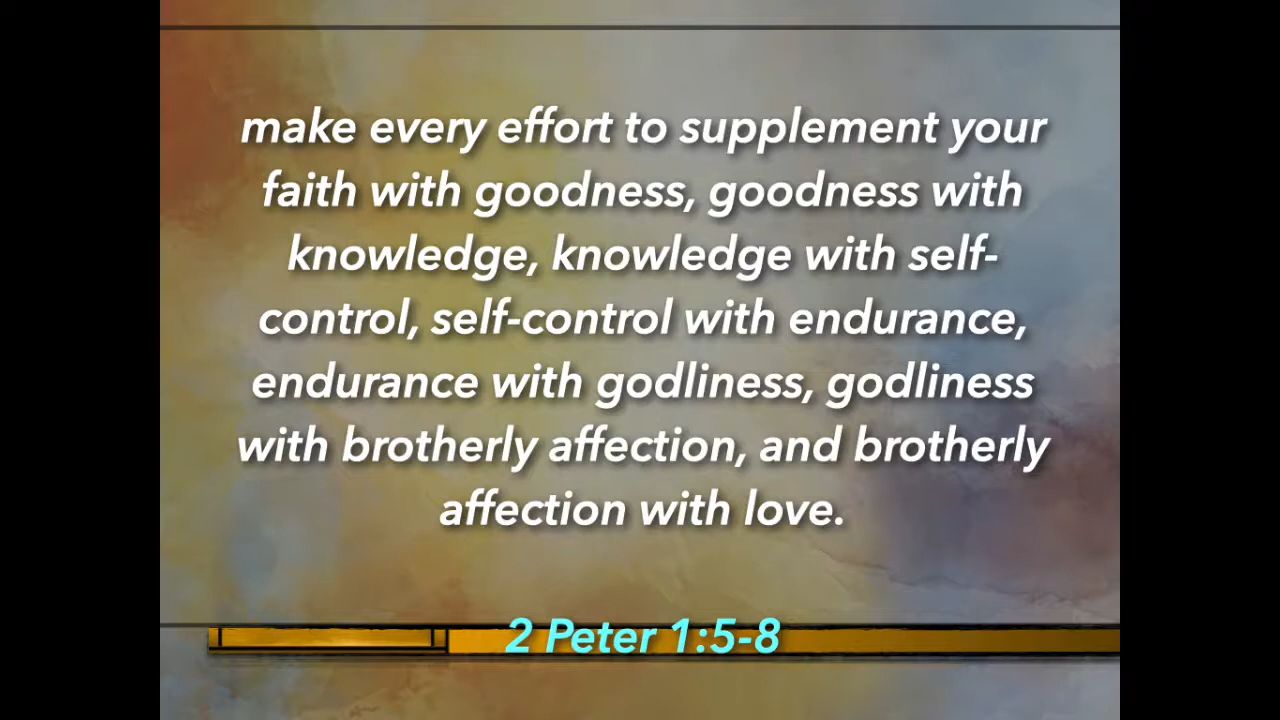 make every effort to supplement your
faith with goodness, goodness with
knowledge, knowledge with self-
control, self-control with endurance,
endurance with godliness, godliness
with brotherly affection, and brotherly
affection with love.
2 Peter 1:5-8